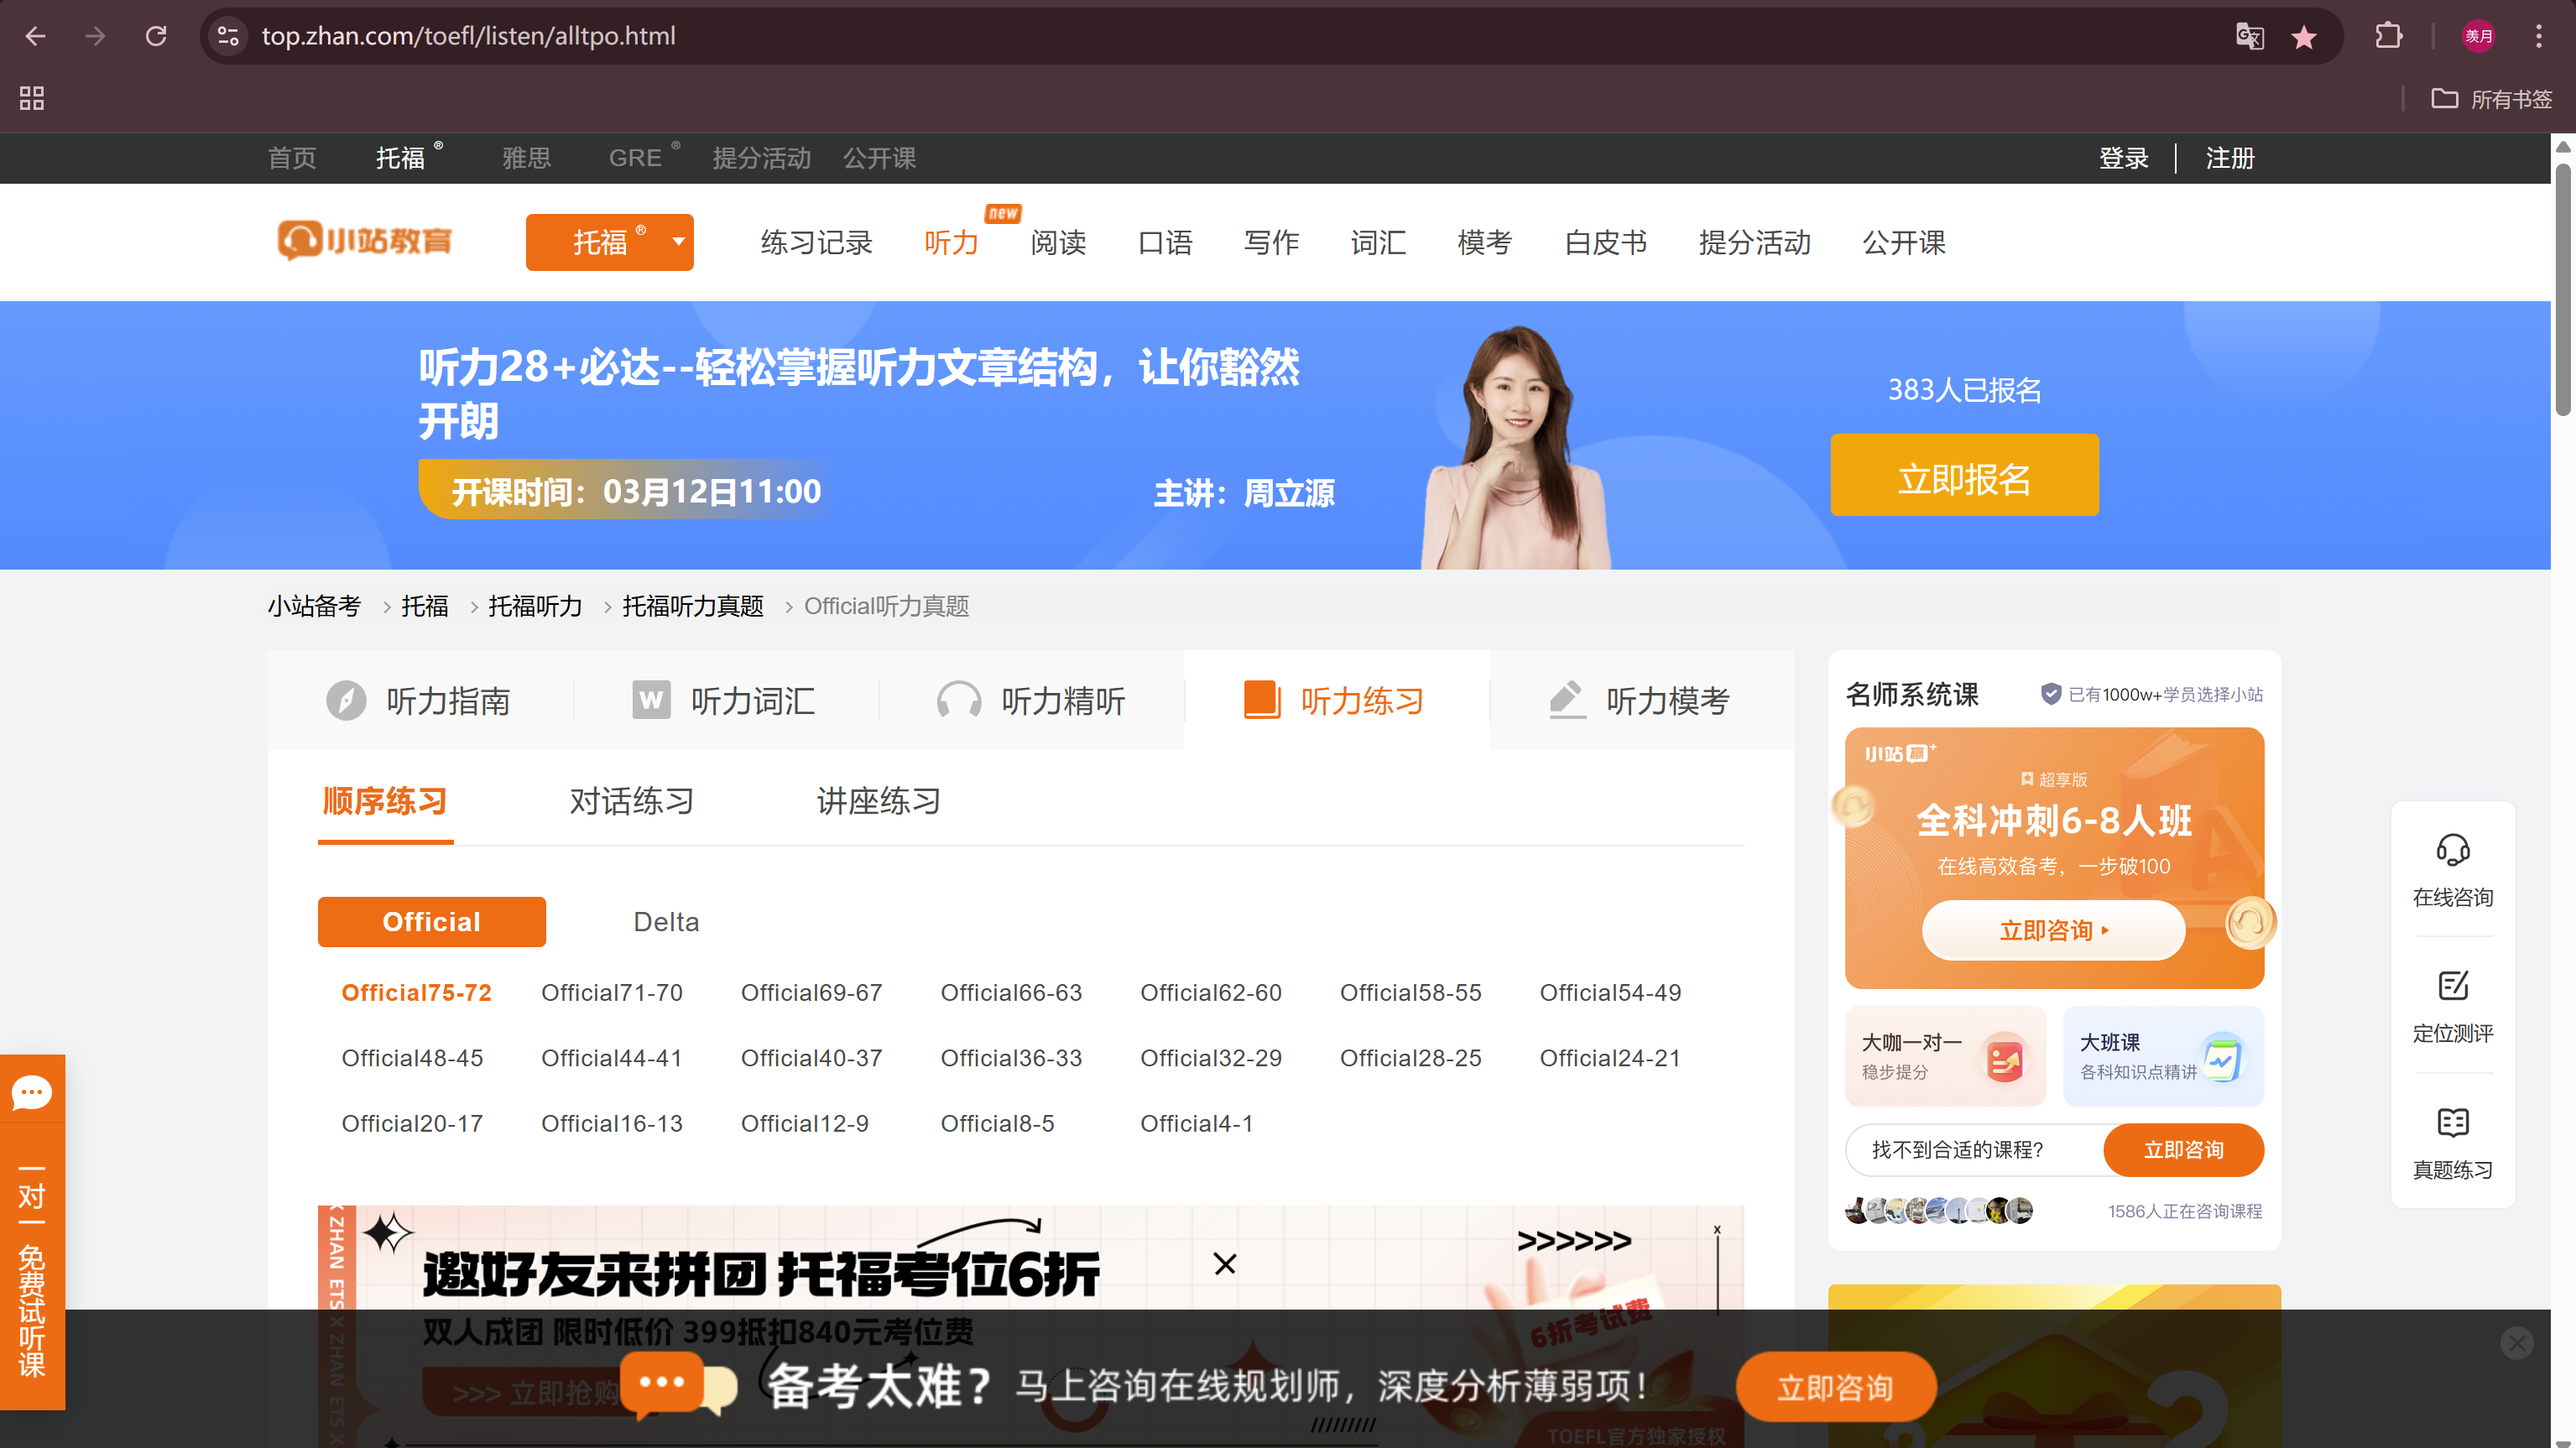 top.zhan.com/toefl/listen/alltpo.html
羡月
所有书签
首页 托福® 雅思 GRE® 提分活动 公开课
登录 | 注册
小站教育
托福®
练习记录 听力 new 阅读 口语 写作 词汇 模考 白皮书 提分活动 公开课
听力28+必达--轻松掌握听力文章结构，让你豁然
开朗
开课时间：03月12日11:00
主讲：周立源
383人已报名
立即报名
小站备考 > 托福 > 托福听力 > 托福听力真题 > Official听力真题
听力指南
W 听力词汇
听力精听
听力练习
听力模考
顺序练习 对话练习 讲座练习
Official Delta
Official75-72 Official71-70 Official69-67 Official66-63 Official62-60 Official58-55 Official54-49
Official48-45 Official44-41 Official40-37 Official36-33 Official32-29 Official28-25 Official24-21
Official20-17 Official16-13 Official12-9 Official8-5 Official4-1
名师系统课
已有1000w+学员选择小站
小站赢+
超享版
全科冲刺6-8人班
在线高效备考，一步破100
立即咨询
大咖一对一
稳步提分
大班课
各科知识点精讲
找不到合适的课程?
立即咨询
1586人正在咨询课程
在线咨询
定位测评
真题练习
一对一免费试听课
X ZHAN ETS X ZHAN ETS X
邀好友来拼团 托福考位6折
>>>>>>
双人成团 限时低价 399抵扣840元考位费
6折考试费
>>> 立即抢购
TOEFL官方独家授权
备考太难？
马上咨询在线规划师，深度分析薄弱项！
立即咨询